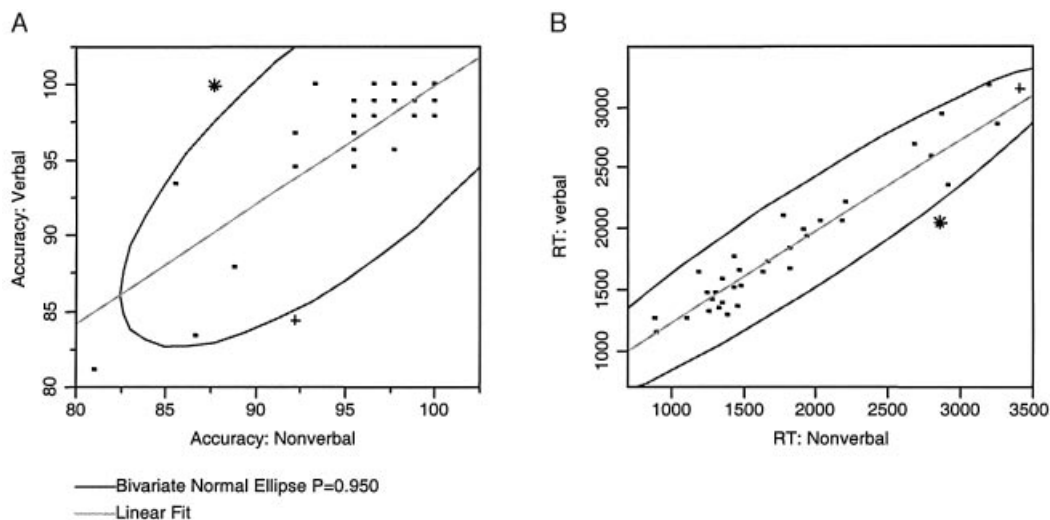 A
B
Accuracy: Verbal
100
95
90
85
80
80
85
90
95
100
Accuracy: Nonverbal
RT: verbal
3000
2500
2000
1500
1000
1000
1500
2000
2500
3000
3500
RT: Nonverbal
Bivariate Normal Ellipse P=0.950
Linear Fit